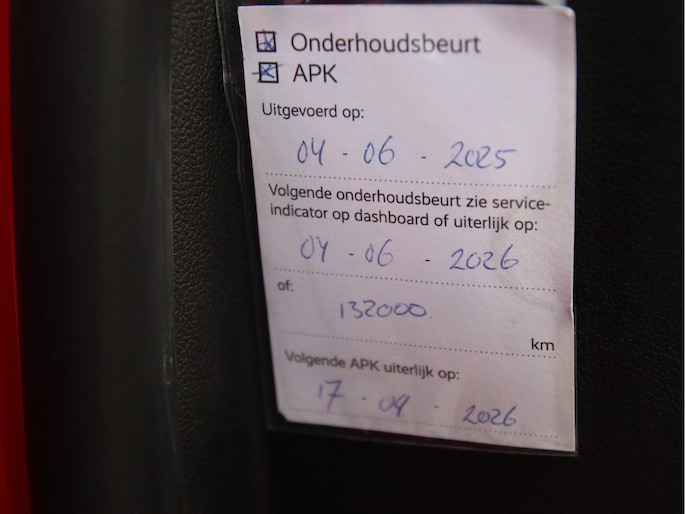 Onderhoudsbeurt
APK
Uitgevoerd op:
04 - 06 - 2025
Volgende onderhoudsbeurt zie service-
indicator op dashboard of uiterlijk op:
04 - 06 - 2026
of:
132000.
km
Volgende APK uiterlijk op:
17 - 09 - 2026